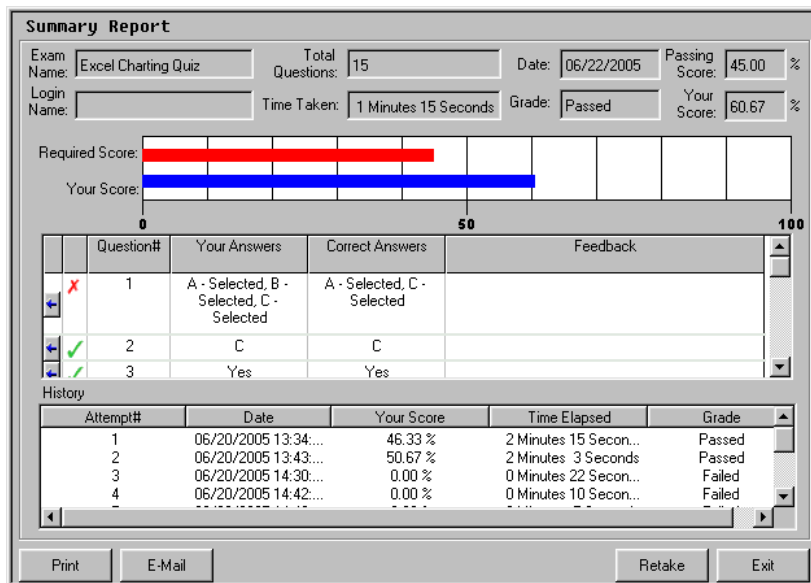 Summary Report
Exam Name: Excel Charting Quiz Total Questions: 15 Date: 06/22/2005 Passing Score: 45.00 %
Login Name: Time Taken: 1 Minutes 15 Seconds Grade: Passed Your Score: 60.67 %
Required Score:
Your Score:
0 50 100
Question# Your Answers Correct Answers Feedback
1 A - Selected, B - Selected, C - Selected A - Selected, C - Selected
2 C C
3 Yes Yes
History
Attempt# Date Your Score Time Elapsed Grade
1 06/20/2005 13:34:... 46.33 % 2 Minutes 15 Secon... Passed
2 06/20/2005 13:43:... 50.67 % 2 Minutes 3 Seconds Passed
3 06/20/2005 14:30:... 0.00 % 0 Minutes 22 Secon... Failed
4 06/20/2005 14:42:... 0.00 % 0 Minutes 10 Secon... Failed
Print E-Mail Retake Exit